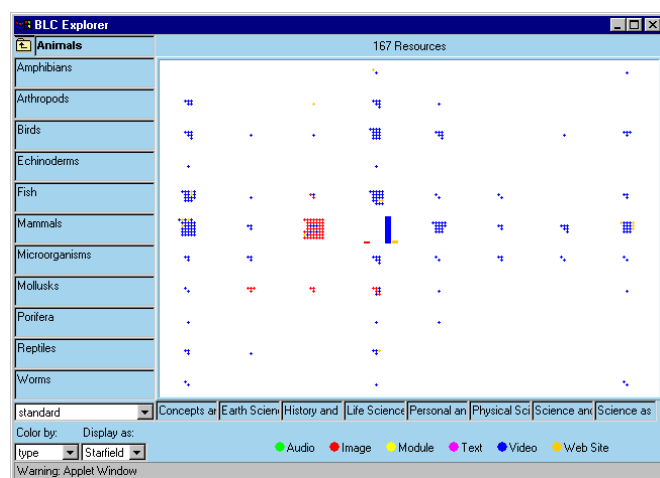 BLC Explorer
Animals
167 Resources
Amphibians
Arthropods
Birds
Echinoderms
Fish
Mammals
Microorganisms
Mollusks
Porifera
Reptiles
Worms
standard
Concepts ar Earth Scien History and Life Science Personal an Physical Sci Science and Science as
Color by: Display as:
type Starfield
Audio Image Module Text Video Web Site
Warning: Applet Window